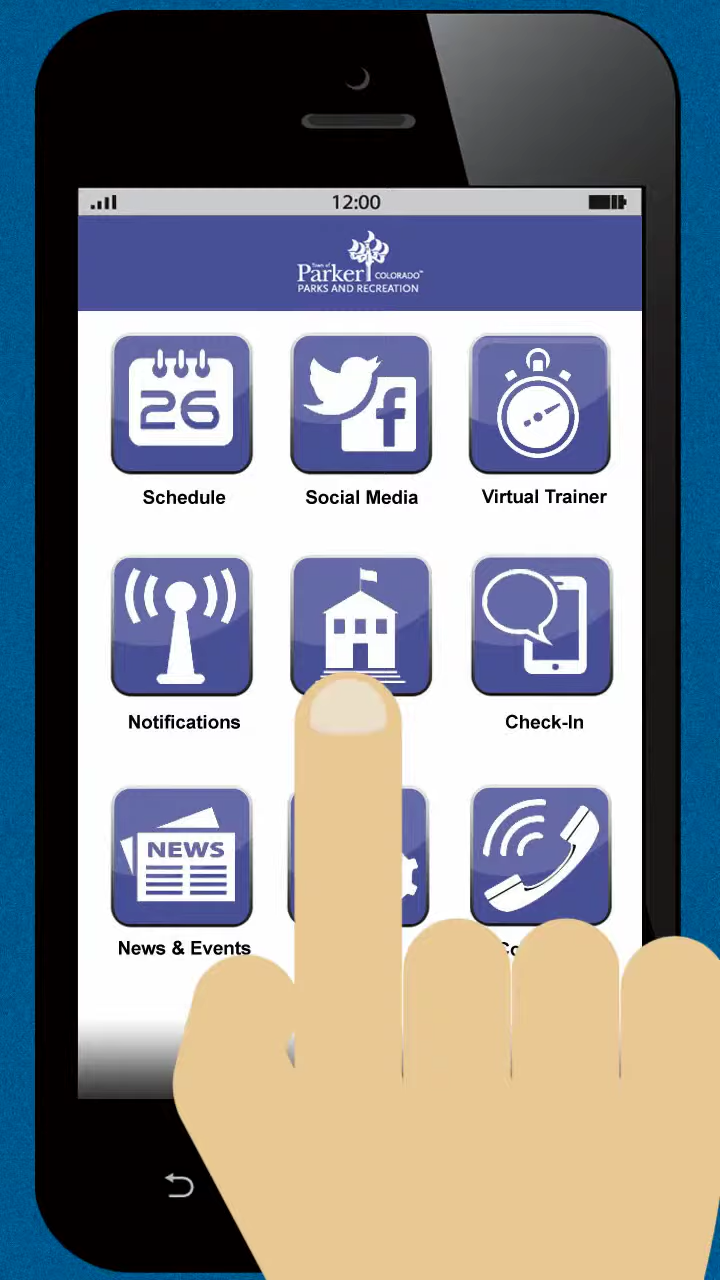 12:00
Town of
Parker COLORADO™
PARKS AND RECREATION
26
f
Schedule
Social Media
Virtual Trainer
Notifications
Check-In
NEWS
News & Events